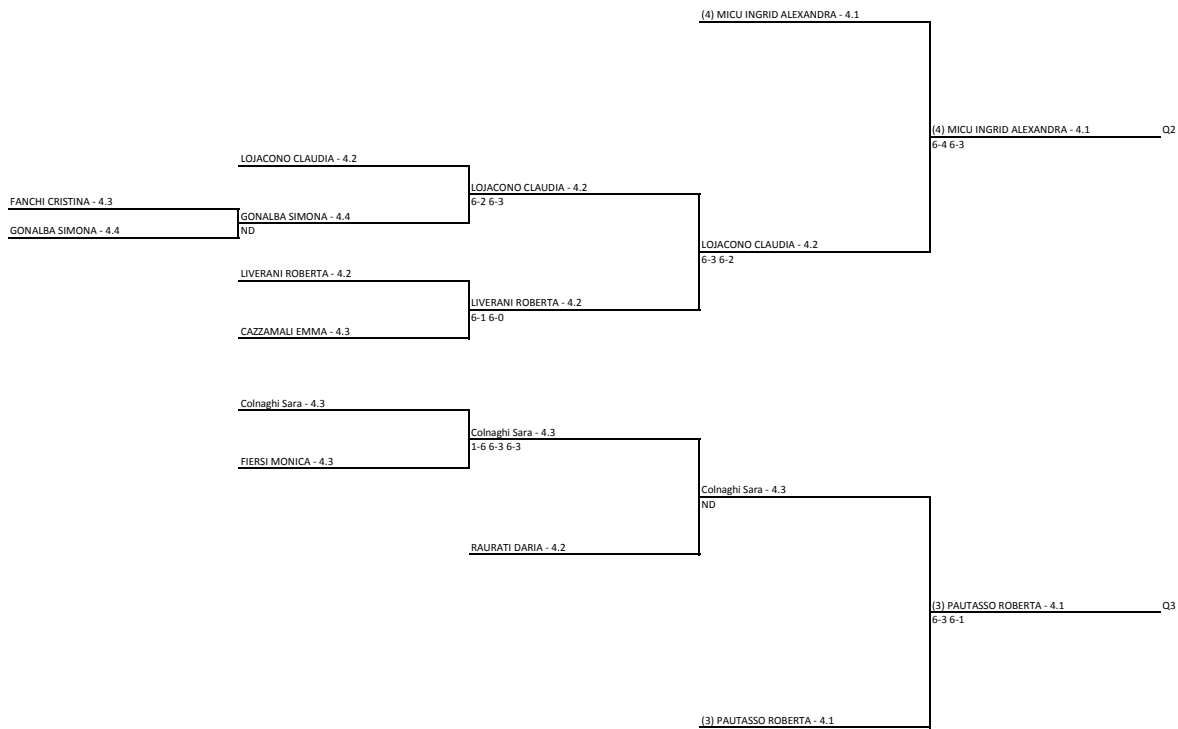 (4) MICU INGRID ALEXANDRA - 4.1
(4) MICU INGRID ALEXANDRA - 4.1 Q2
6-4 6-3
LOJACONO CLAUDIA - 4.2
LOJACONO CLAUDIA - 4.2
6-2 6-3
FANCHI CRISTINA - 4.3
GONALBA SIMONA - 4.4
GONALBA SIMONA - 4.4
ND
LOJACONO CLAUDIA - 4.2
6-3 6-2
LIVERANI ROBERTA - 4.2
LIVERANI ROBERTA - 4.2
6-1 6-0
CAZZAMALI EMMA - 4.3
Colnaghi Sara - 4.3
Colnaghi Sara - 4.3
1-6 6-3 6-3
FIERSI MONICA - 4.3
Colnaghi Sara - 4.3
ND
RAURATI DARIA - 4.2
(3) PAUTASSO ROBERTA - 4.1 Q3
6-3 6-1
(3) PAUTASSO ROBERTA - 4.1